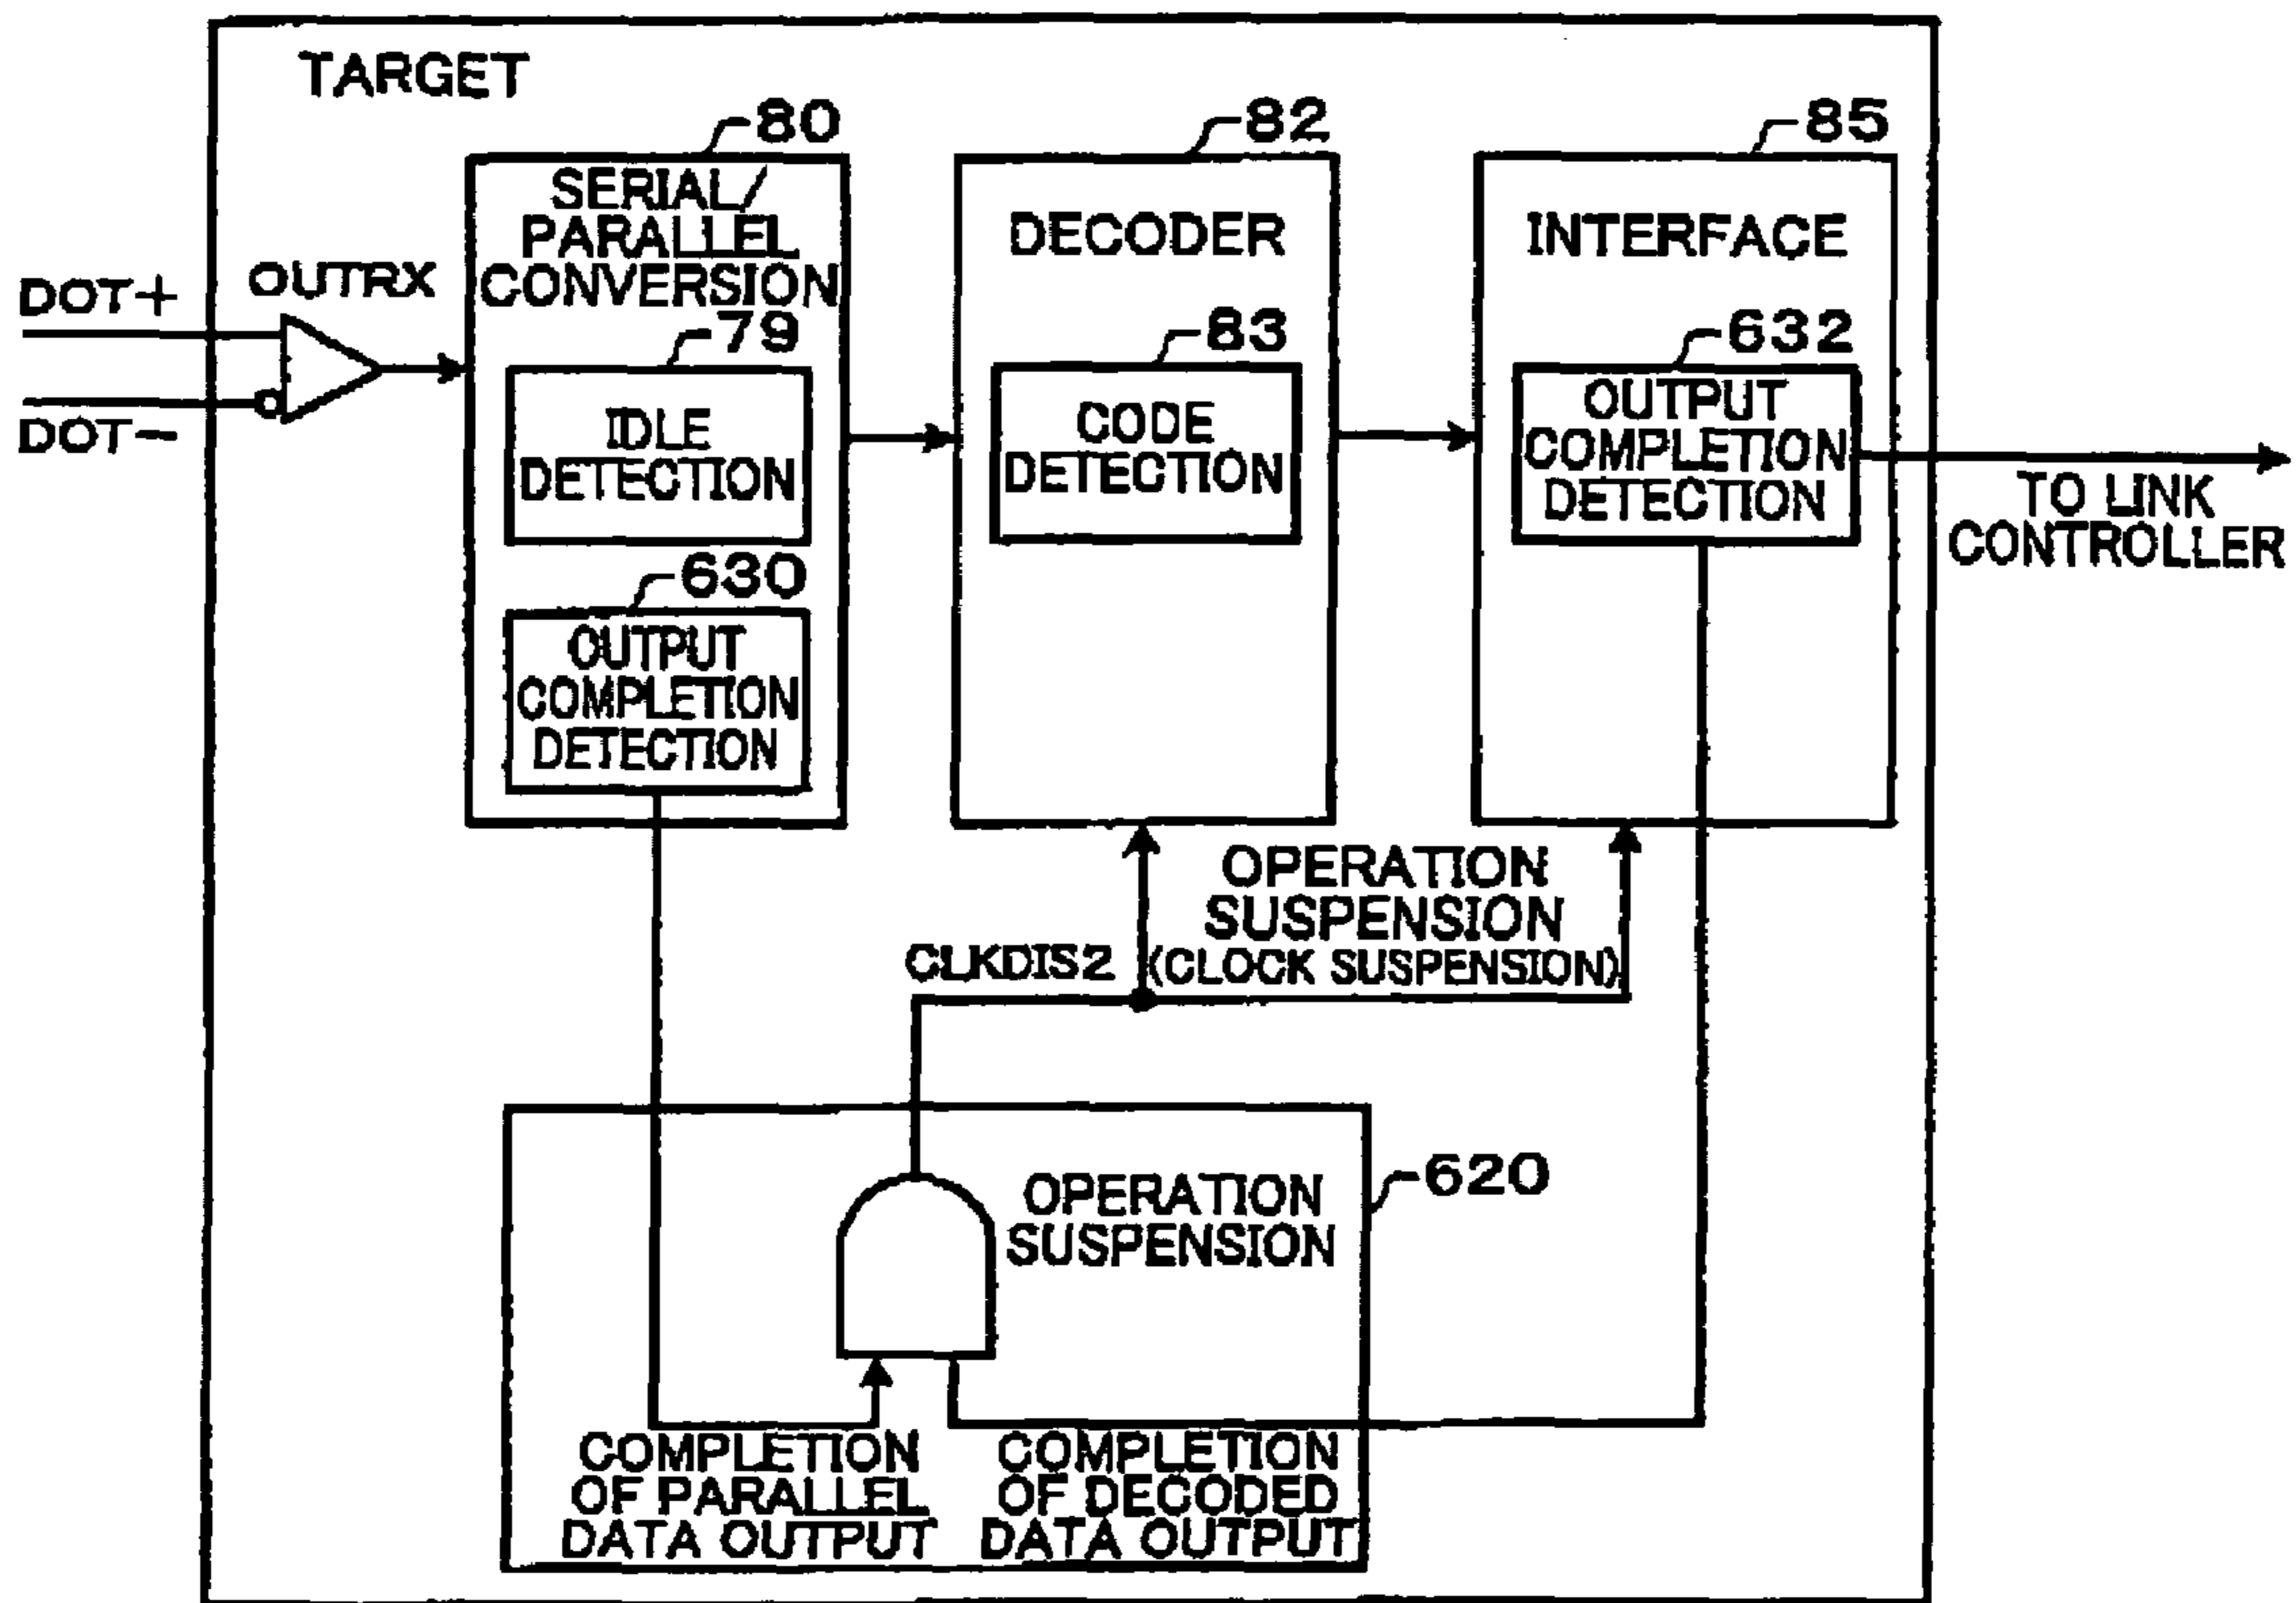 TARGET
80
82
85
SERIAL/
PARALLEL
CONVERSION
DECODER
INTERFACE
DOT+
OUTRX
DOT-
79
83
632
IDLE
DETECTION
CODE
DETECTION
OUTPUT
COMPLETION
DETECTION
TO LINK
CONTROLLER
630
OUTPUT
COMPLETION
DETECTION
OPERATION
SUSPENSION
(CLOCK SUSPENSION)
CLKDIS2
OPERATION
SUSPENSION
620
COMPLETION
OF PARALLEL
DATA OUTPUT
COMPLETION
OF DECODED
DATA OUTPUT